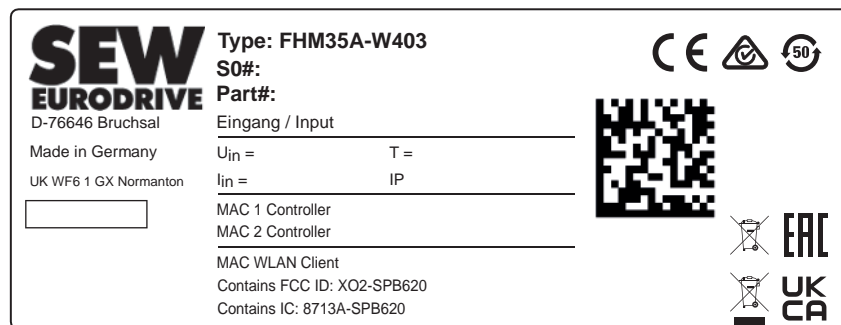 SEW
EURODRIVE
D-76646 Bruchsal
Made in Germany
UK WF6 1 GX Normanton
Type: FHM35A-W403
S0#:
Part#:
Eingang / Input
Uin = T =
Iin = IP
MAC 1 Controller
MAC 2 Controller
MAC WLAN Client
Contains FCC ID: XO2-SPB620
Contains IC: 8713A-SPB620
CE
50
EAC
UK
CA